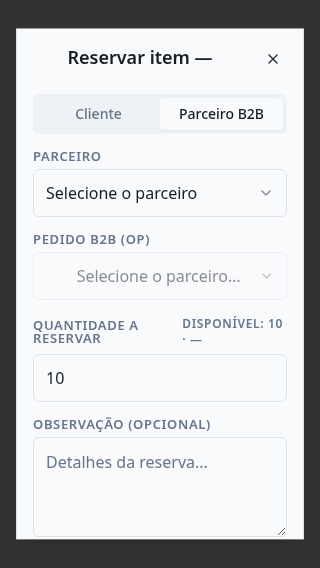 Reservar item —
×
Cliente
Parceiro B2B
PARCEIRO
Selecione o parceiro
PEDIDO B2B (OP)
Selecione o parceiro...
QUANTIDADE A
RESERVAR
DISPONÍVEL: 10
· —
10
OBSERVAÇÃO (OPCIONAL)
Detalhes da reserva...